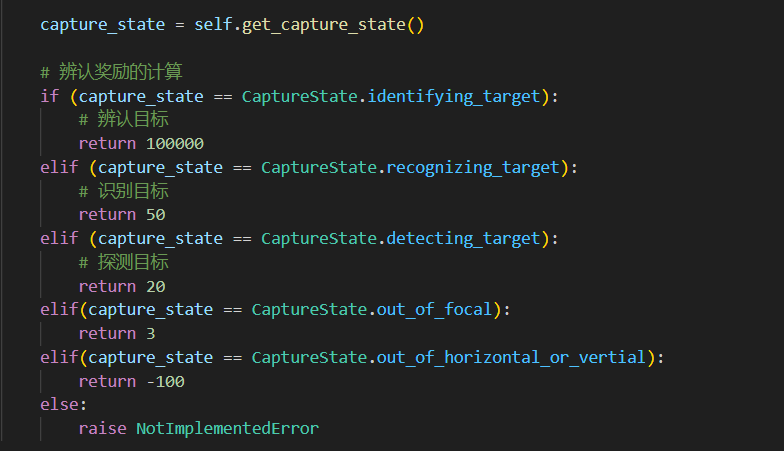 capture_state = self.get_capture_state()
# 辨认奖励的计算
if (capture_state == CaptureState.identifying_target):
# 辨认目标
return 100000
elif (capture_state == CaptureState.recognizing_target):
# 识别目标
return 50
elif (capture_state == CaptureState.detecting_target):
# 探测目标
return 20
elif(capture_state == CaptureState.out_of_focal):
return 3
elif(capture_state == CaptureState.out_of_horizontal_or_vertial):
return -100
else:
raise NotImplementedError